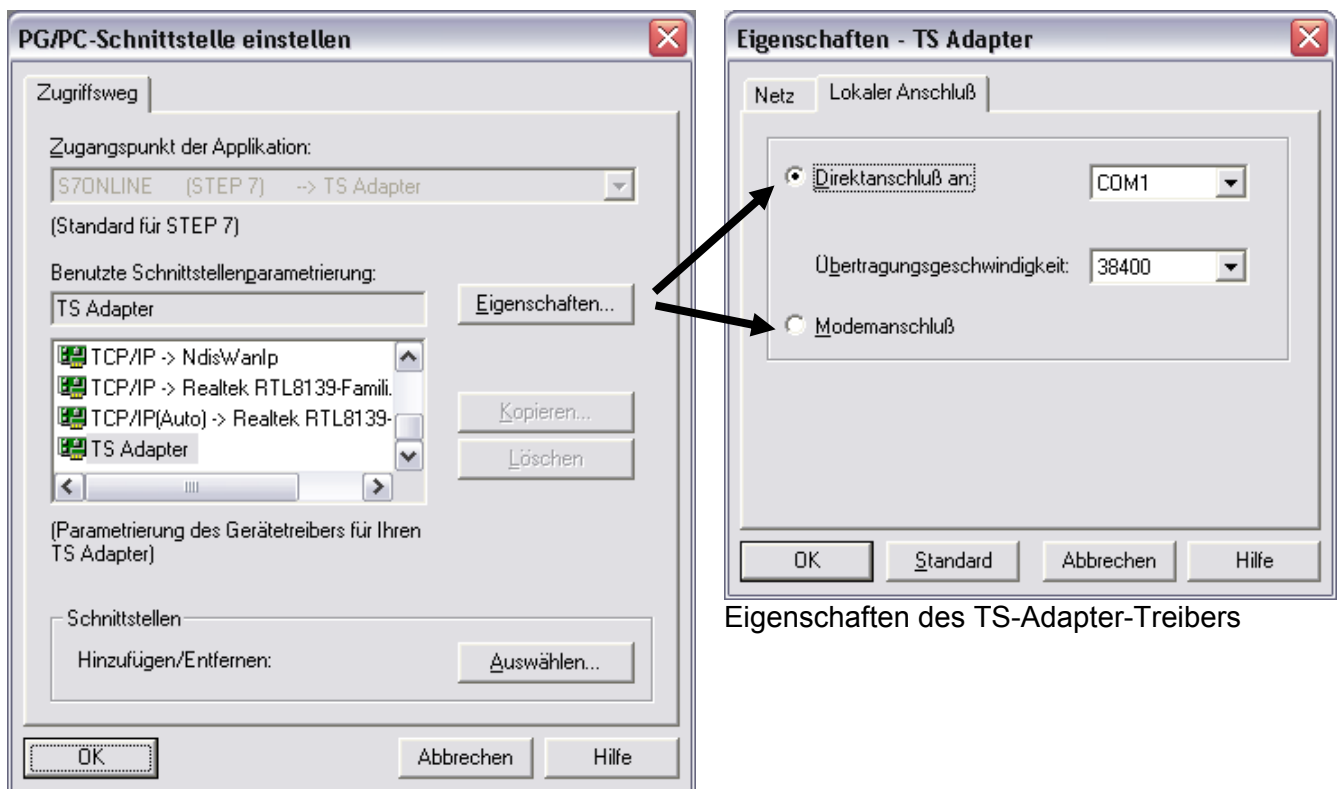 PG/PC-Schnittstelle einstellen
Zugriffsweg
Zugangspunkt der Applikation:
S7ONLINE (STEP 7) --> TS Adapter
(Standard für STEP 7)
Benutzte Schnittstellenparametrierung:
TS Adapter
Eigenschaften...
TCP/IP -> NdisWanIp
TCP/IP -> Realtek RTL8139-Famili.
TCP/IP(Auto) -> Realtek RTL8139-
TS Adapter
Kopieren...
Löschen
(Parametrierung des Gerätetreibers für Ihren
TS Adapter)
Schnittstellen
Hinzufügen/Entfernen:
Auswählen...
OK
Abbrechen
Hilfe
Eigenschaften - TS Adapter
Netz
Lokaler Anschluß
Direktanschluß an:
COM1
Übertragungsgeschwindigkeit:
38400
Modemanschluß
OK
Standard
Abbrechen
Hilfe
Eigenschaften des TS-Adapter-Treibers